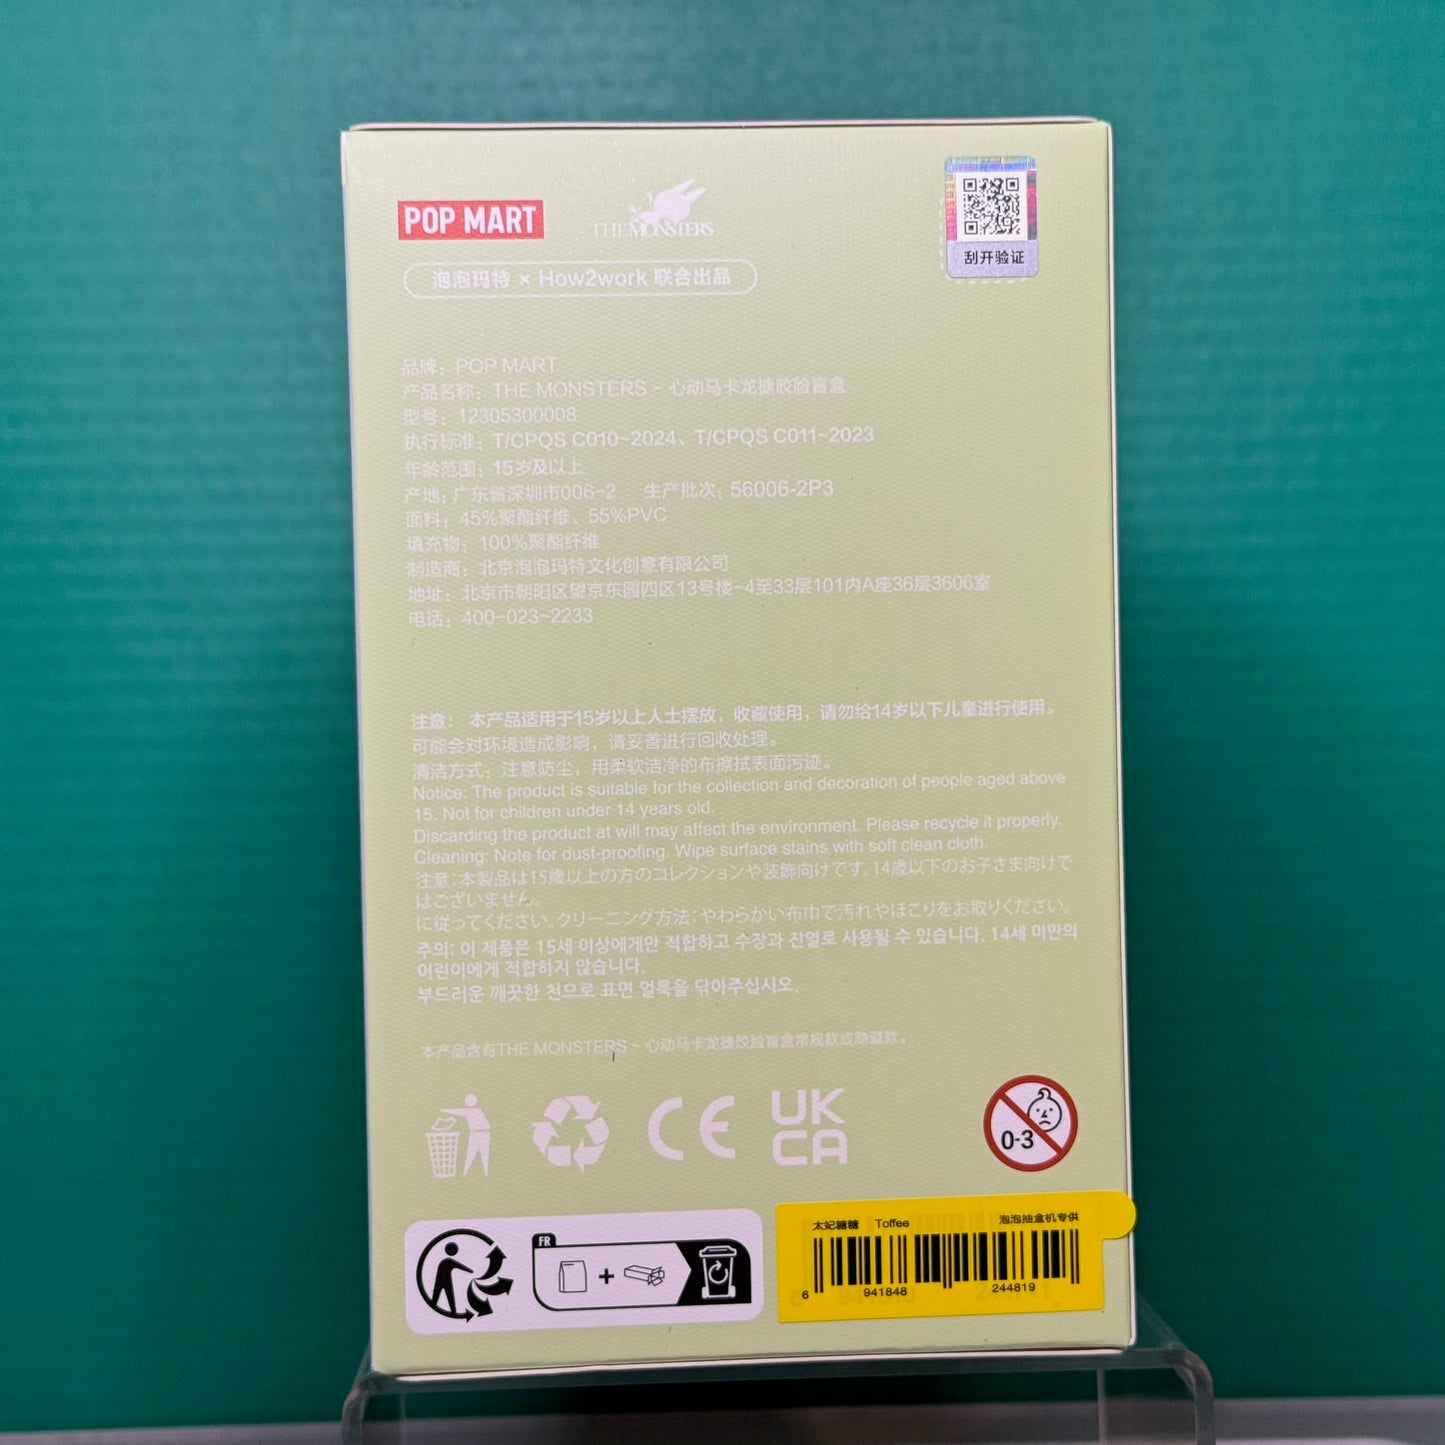 POP MART
THE MONSTERS
泡泡玛特 × How2work 联合出品
刮开验证
品牌：POP MART
产品名称：THE MONSTERS - 心动马卡龙搪胶脸盲盒
型号：12305300008
执行标准：T/CPQS C010-2024、T/CPQS C011-2023
年龄范围：15岁及以上
产地：广东省深圳市006-2 生产批次：56006-2P3
面料：45%聚酯纤维、55%PVC
填充物：100%聚酯纤维
制造商：北京泡泡玛特文化创意有限公司
地址：北京市朝阳区望京东园四区13号楼-4至33层101内A座36层3606室
电话：400-023-2233
注意： 本产品适用于15岁以上人士摆放，收藏使用，请勿给14岁以下儿童进行使用。
可能会对环境造成影响，请妥善进行回收处理。
清洁方式：注意防尘，用柔软洁净的布擦拭表面污迹。
Notice: The product is suitable for the collection and decoration of people aged above
15. Not for children under 14 years old.
Discarding the product at will may affect the environment. Please recycle it properly.
Cleaning: Note for dust-proofing. Wipe surface stains with soft clean cloth.
注意：本製品は15歳以上の方のコレクションや装飾向けです。14歳以下のお子さま向けで
はございません。
に従ってください。クリーニング方法：やわらかい布巾で汚れやほこりをお取りください。
주의: 이 제품은 15세 이상에게만 적합하고 수장과 진열로 사용될 수 있습니다. 14세 미만의
어린이에게 적합하지 않습니다.
부드러운 깨끗한 천으로 표면 얼룩을 닦아주십시오.
本产品含有THE MONSTERS - 心动马卡龙搪胶脸盲盒常规款或隐藏款。
CE
UK
CA
0-3
FR
太妃糖糖 Toffee 泡泡抽盒机专供
6 941848 244819